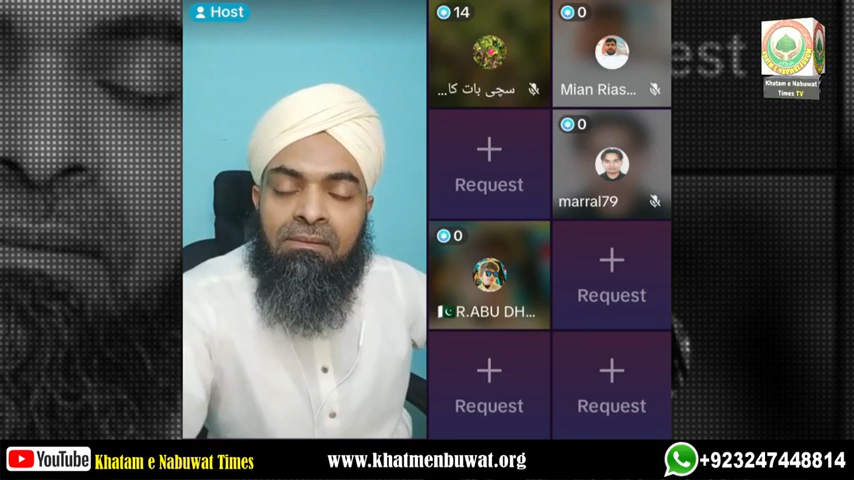 Host
14
سچی بات کا...
0
Mian Rias...
Request
0
marral79
0
R.ABU DH...
Request
Request
Request
est
Khatam e Nabuwat
Times TV
YouTube Khatam e Nabuwat Times
www.khatmenbuwat.org
+923247448814